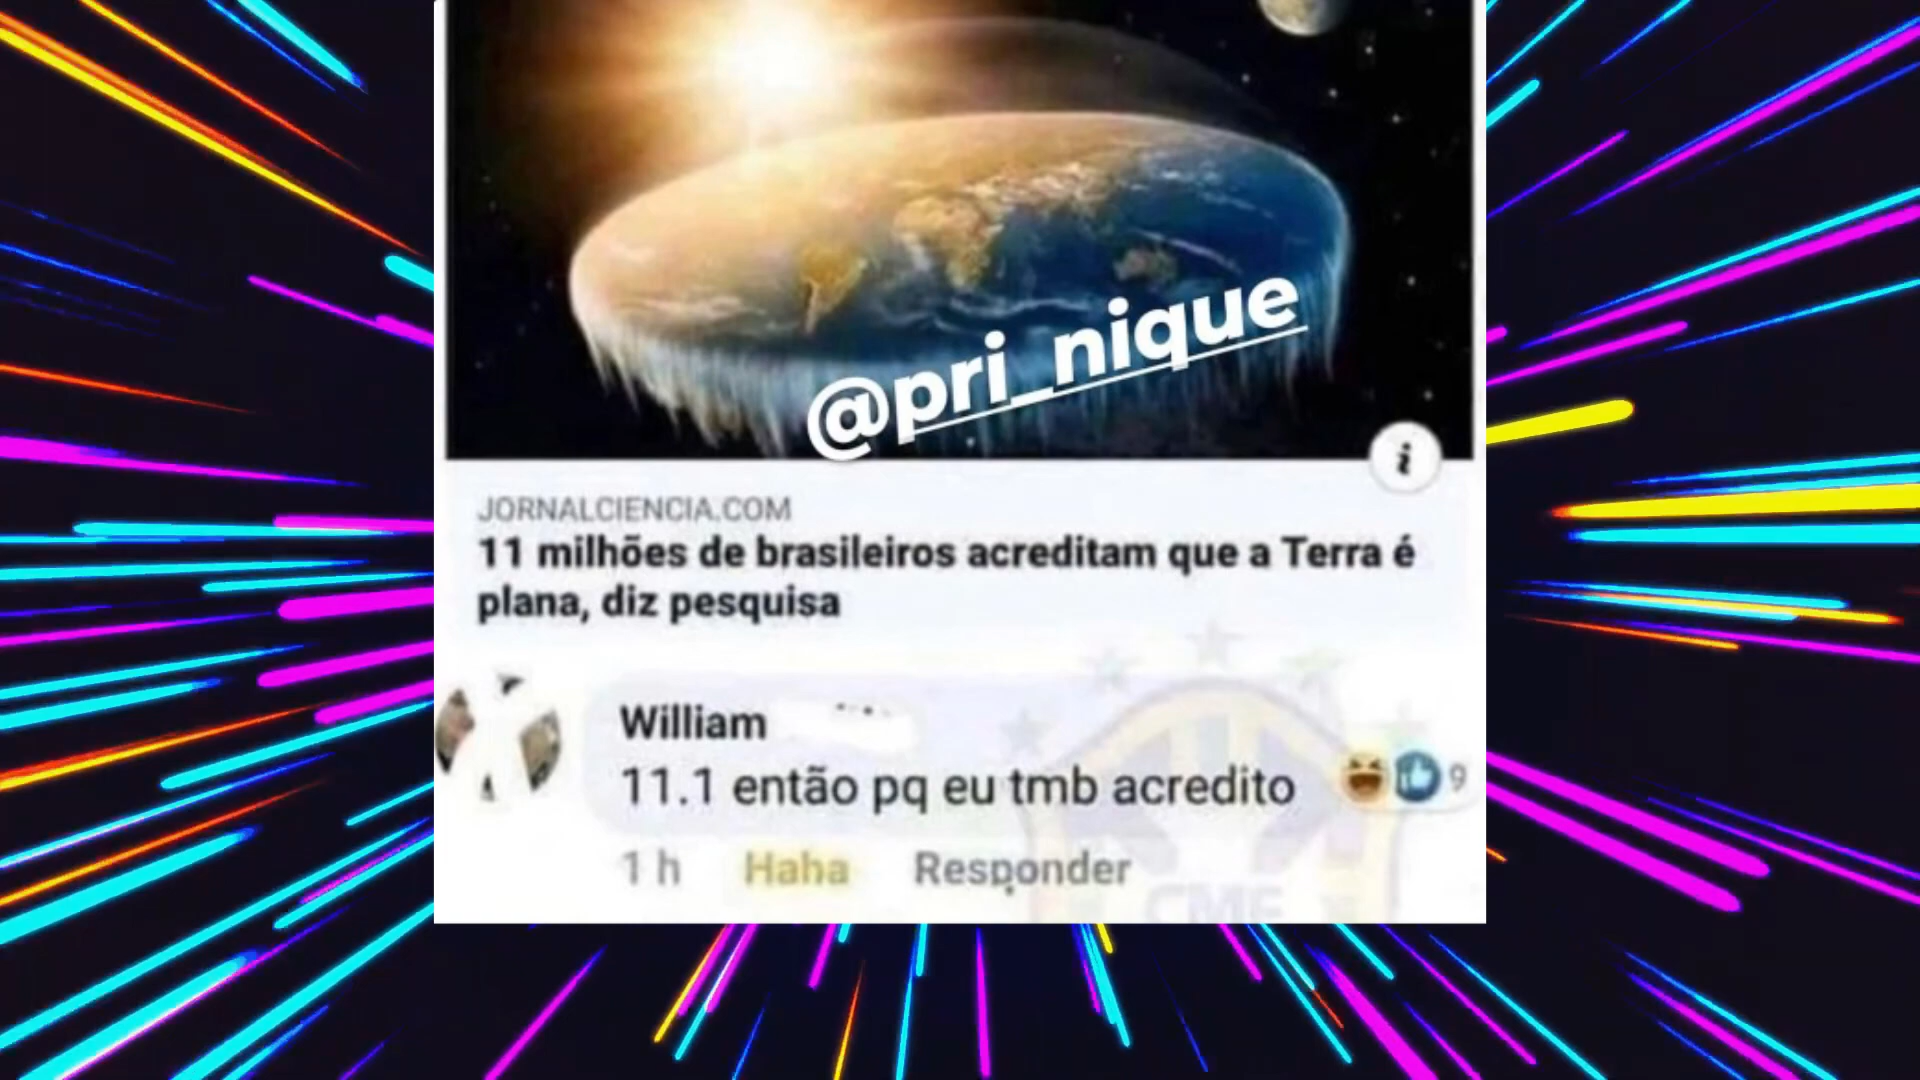 @pri_nique
i
JORNALCIENCIA.COM
11 milhões de brasileiros acreditam que a Terra é
plana, diz pesquisa
William
11.1 então pq eu tmb acredito
9
1 h Haha Responder
CMF